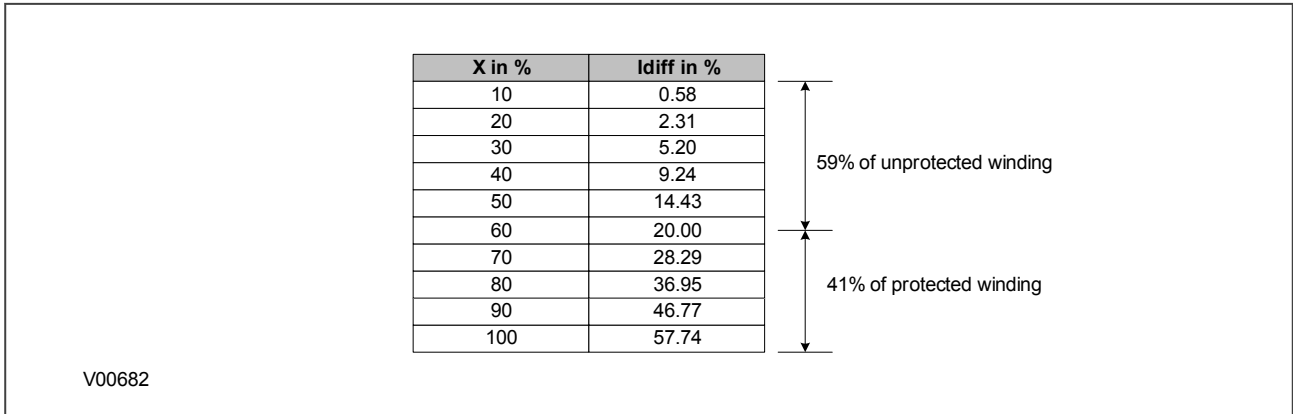 X in % Idiff in %
10 0.58
20 2.31
30 5.20
40 9.24
50 14.43
60 20.00
70 28.29
80 36.95
90 46.77
100 57.74
59% of unprotected winding
41% of protected winding
V00682